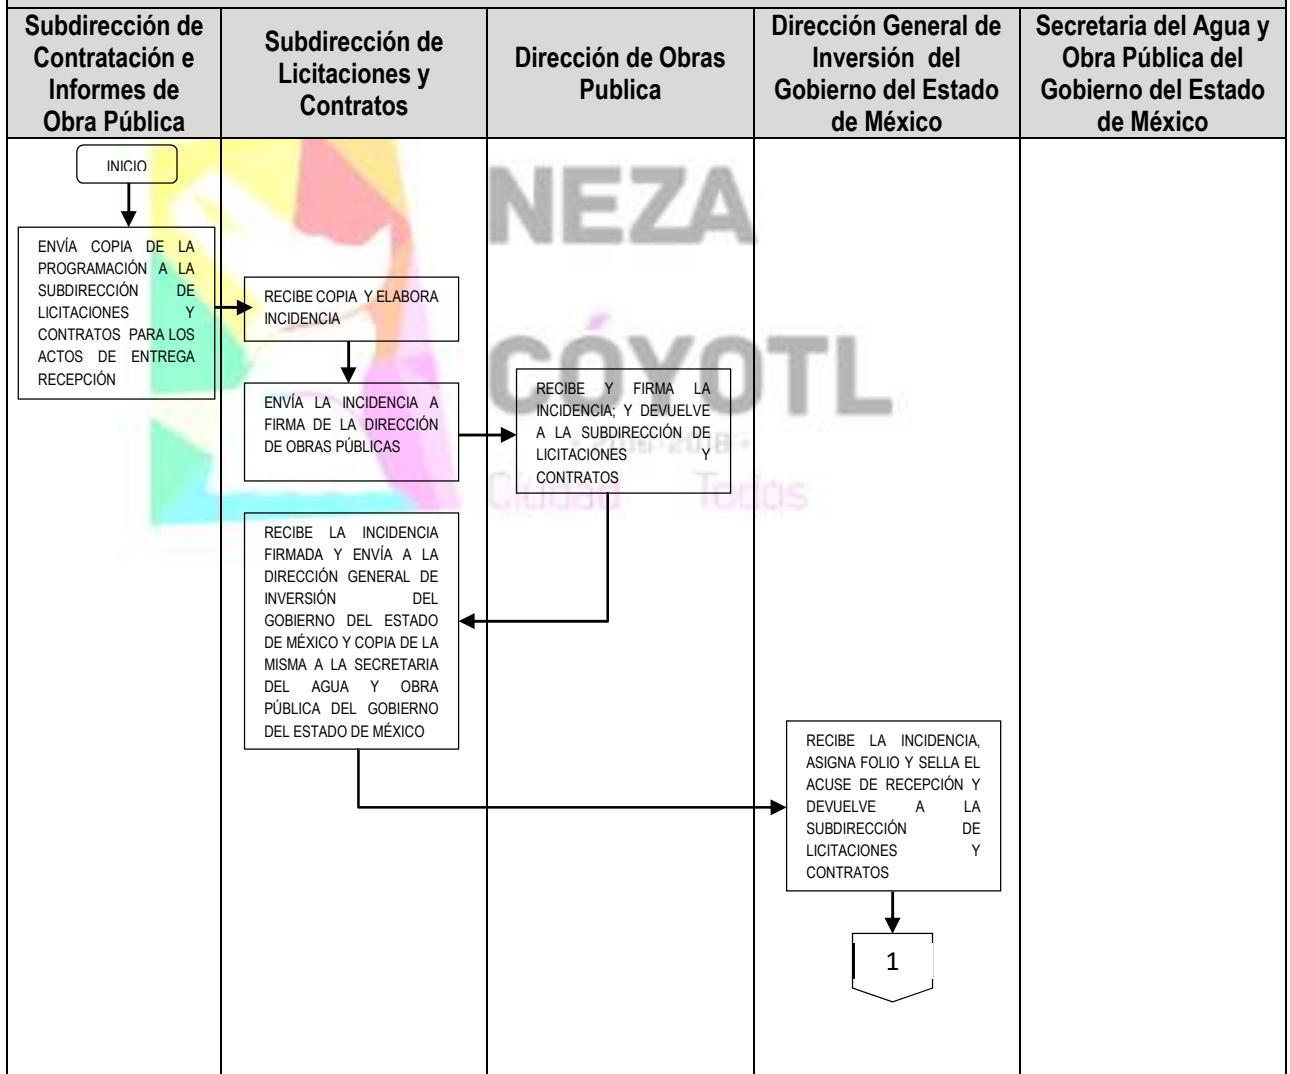 Subdirección de
Contratación e
Informes de
Obra Pública
Subdirección de
Licitaciones y
Contratos
Dirección de Obras
Publica
Dirección General de
Inversión del
Gobierno del Estado
de México
Secretaria del Agua y
Obra Pública del
Gobierno del Estado
de México
NEZA
CÓYOTL
Ciudad Todos
INICIO
ENVÍA COPIA DE LA
PROGRAMACIÓN A LA
SUBDIRECCIÓN DE
LICITACIONES Y
CONTRATOS PARA LOS
ACTOS DE ENTREGA
RECEPCIÓN
RECIBE COPIA Y ELABORA
INCIDENCIA
ENVÍA LA INCIDENCIA A
FIRMA DE LA DIRECCIÓN
DE OBRAS PÚBLICAS
RECIBE Y FIRMA LA
INCIDENCIA; Y DEVUELVE
A LA SUBDIRECCIÓN DE
LICITACIONES Y
CONTRATOS
RECIBE LA INCIDENCIA
FIRMADA Y ENVÍA A LA
DIRECCIÓN GENERAL DE
INVERSIÓN DEL
GOBIERNO DEL ESTADO
DE MÉXICO Y COPIA DE LA
MISMA A LA SECRETARIA
DEL AGUA Y OBRA
PÚBLICA DEL GOBIERNO
DEL ESTADO DE MÉXICO
RECIBE LA INCIDENCIA,
ASIGNA FOLIO Y SELLA EL
ACUSE DE RECEPCIÓN Y
DEVUELVE A LA
SUBDIRECCIÓN DE
LICITACIONES Y
CONTRATOS
1